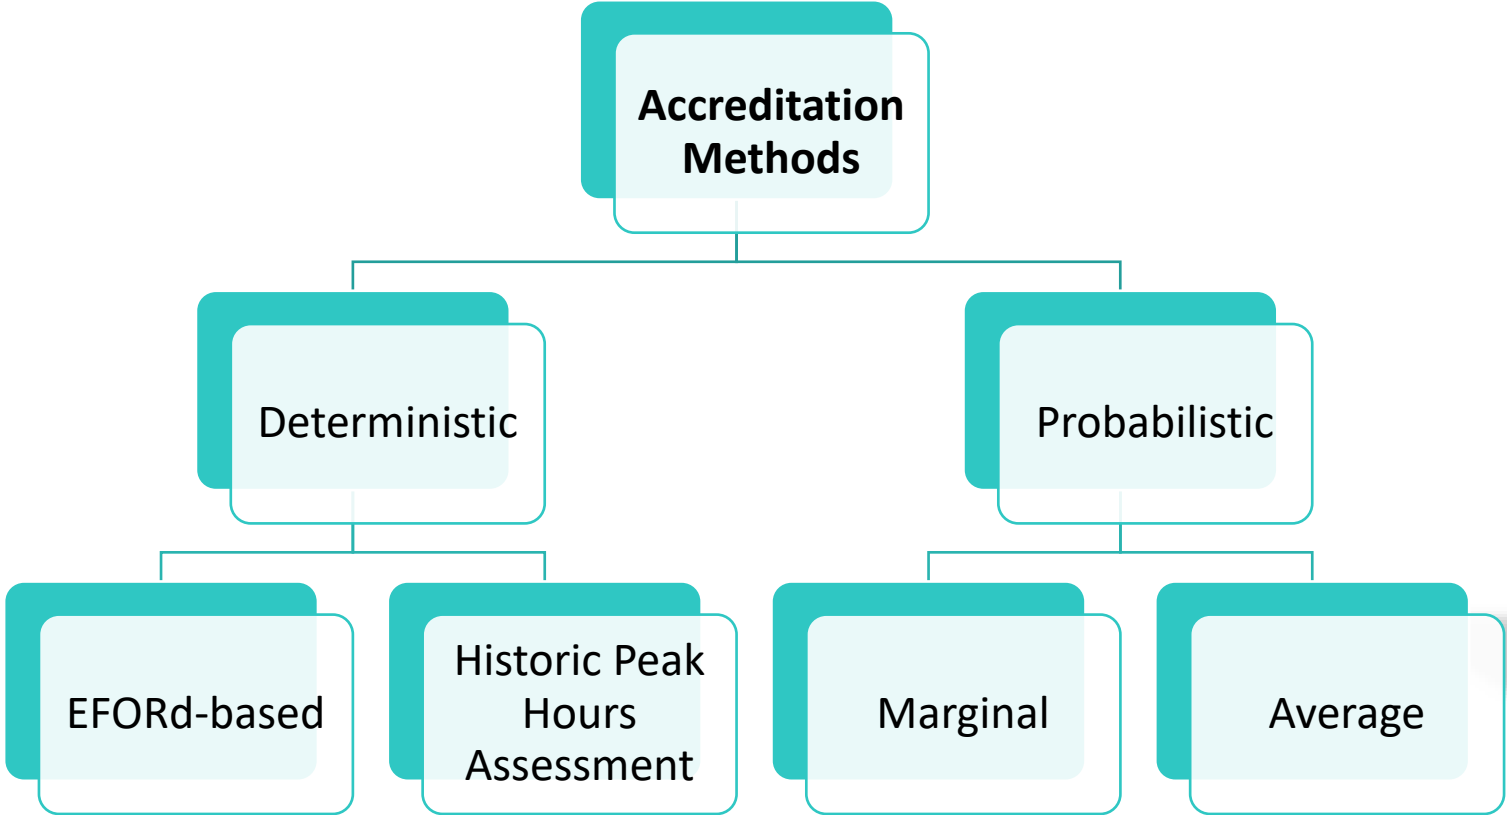 Accreditation
Methods
Deterministic
Probabilistic
EFORd-based
Historic Peak
Hours
Assessment
Marginal
Average